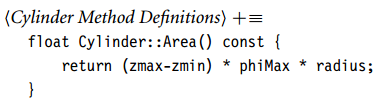 ⟨Cylinder Method Definitions⟩ +≡
float Cylinder::Area() const {
    return (zmax-zmin) * phiMax * radius;
}